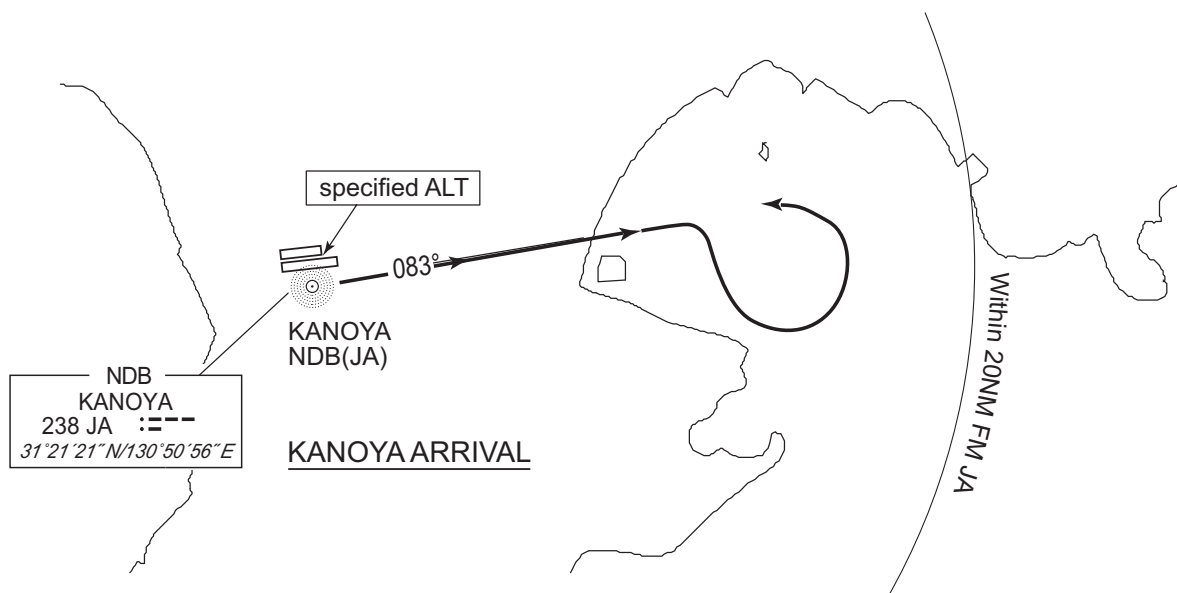 specified ALT
083°
KANOYA
NDB(JA)
NDB
KANOYA
238 JA
31°21′21″N/130°50′56″E
KANOYA ARRIVAL
Within 20NM FM JA